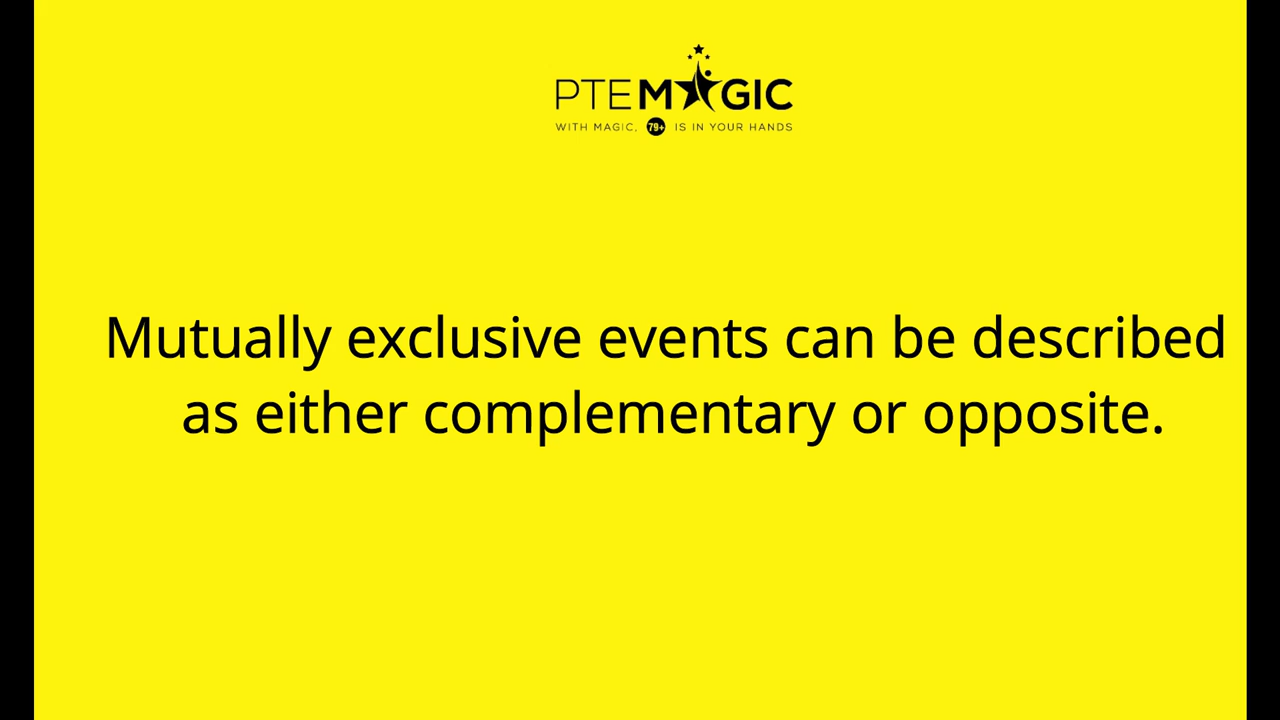 PTEMAGIC
WITH MAGIC, 79+ IS IN YOUR HANDS
Mutually exclusive events can be described
as either complementary or opposite.